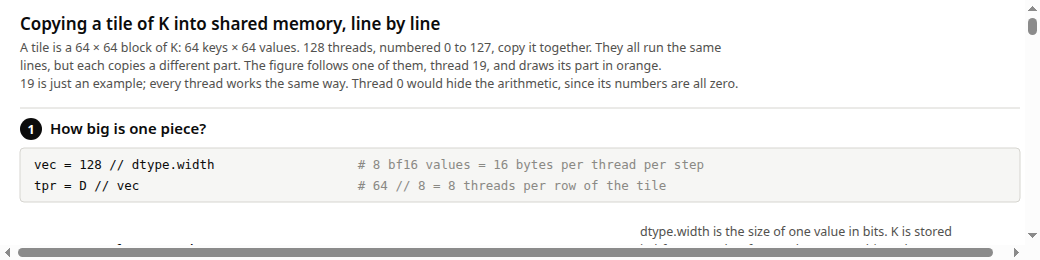 Copying a tile of K into shared memory, line by line
A tile is a 64 × 64 block of K: 64 keys × 64 values. 128 threads, numbered 0 to 127, copy it together. They all run the same
lines, but each copies a different part. The figure follows one of them, thread 19, and draws its part in orange.
19 is just an example; every thread works the same way. Thread 0 would hide the arithmetic, since its numbers are all zero.
1 How big is one piece?
vec = 128 // dtype.width # 8 bf16 values = 16 bytes per thread per step
tpr = D // vec # 64 // 8 = 8 threads per row of the tile
dtype.width is the size of one value in bits. K is stored